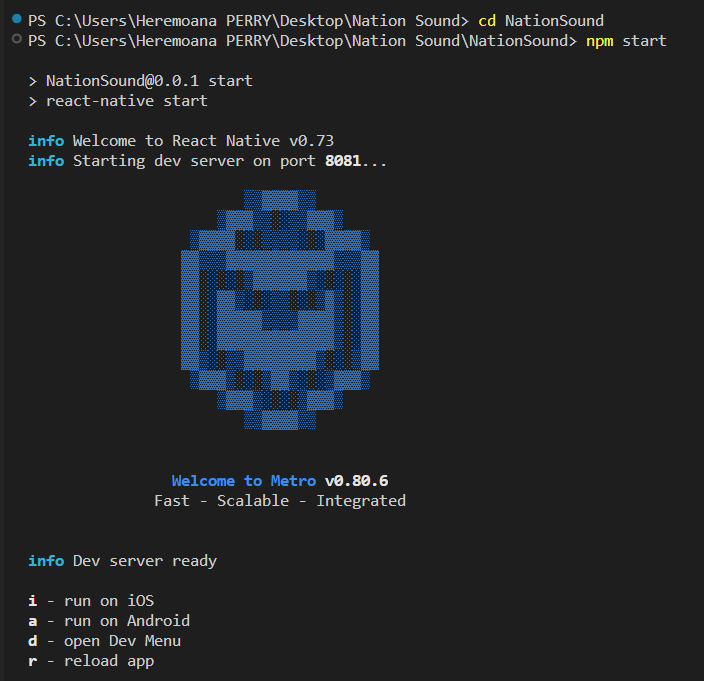 PS C:\Users\Heremoana PERRY\Desktop\Nation Sound> cd NationSound
PS C:\Users\Heremoana PERRY\Desktop\Nation Sound\NationSound> npm start
> NationSound@0.0.1 start
> react-native start
info Welcome to React Native v0.73
info Starting dev server on port 8081...
Welcome to Metro v0.80.6
Fast - Scalable - Integrated
info Dev server ready
i - run on iOS
a - run on Android
d - open Dev Menu
r - reload app